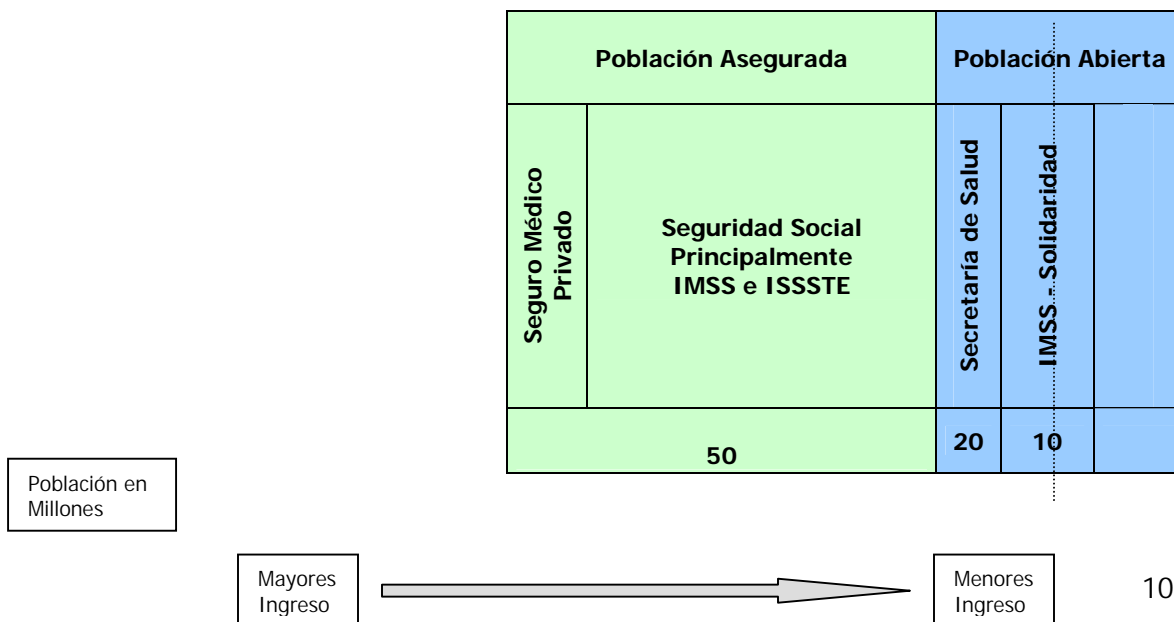 Población Asegurada
Población Abierta
Seguro Médico
Privado
Seguridad Social
Principalmente
IMSS e ISSSTE
Secretaría de Salud
IMSS - Solidaridad
50
20
10
Población en
Millones
Mayores
Ingreso
Menores
Ingreso
10